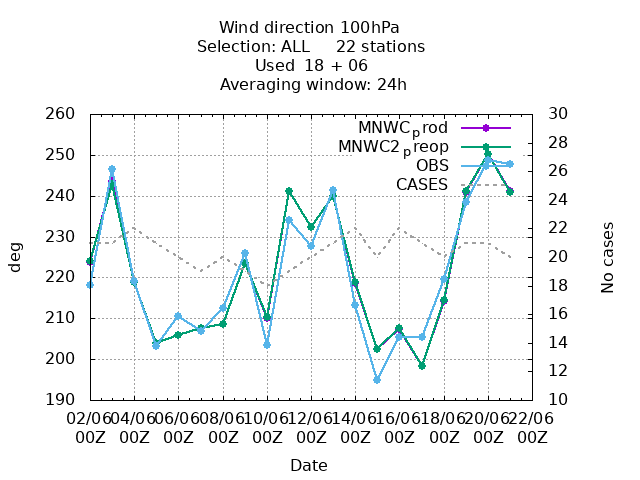 Wind direction 100hPa
Selection: ALL     22 stations
Used  18 + 06
Averaging window: 24h
260
250
240
230
220
210
200
190
30
28
26
24
22
20
18
16
14
12
10
MNWCprod
MNWC2preop
OBS
CASES
deg
No cases
02/06 04/06 06/06 08/06 10/06 12/06 14/06 16/06 18/06 20/06 22/06
00Z 00Z 00Z 00Z 00Z 00Z 00Z 00Z 00Z 00Z 00Z
Date